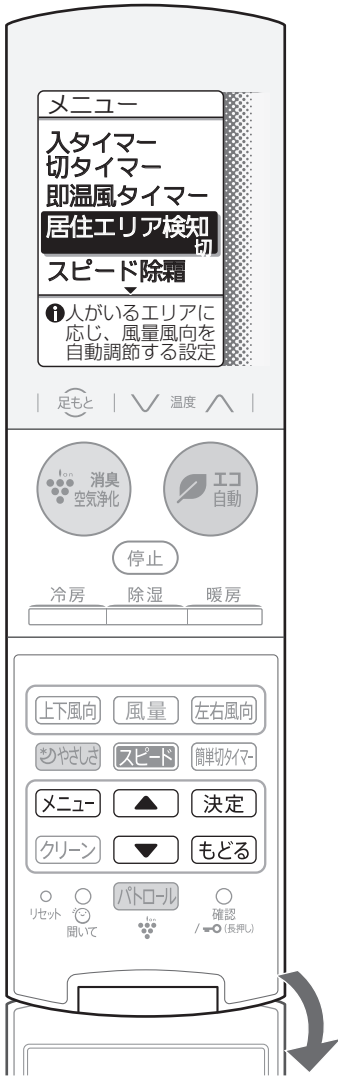 メニュー
入タイマー
切タイマー
即温風タイマー
居住エリア検知
切
スピード除霜
人がいるエリアに
応じ、風量風向を
自動調節する設定
足もと 温度
Ion
消臭 エコ
空気浄化 自動
停止
冷房 除湿 暖房
上下風向 風量 左右風向
やさしさ スピード 簡単切タイマー
メニュー ▲ 決定
クリーン ▼ もどる
リセット 聞いて パトロール 確認
/ (長押し)
Ion